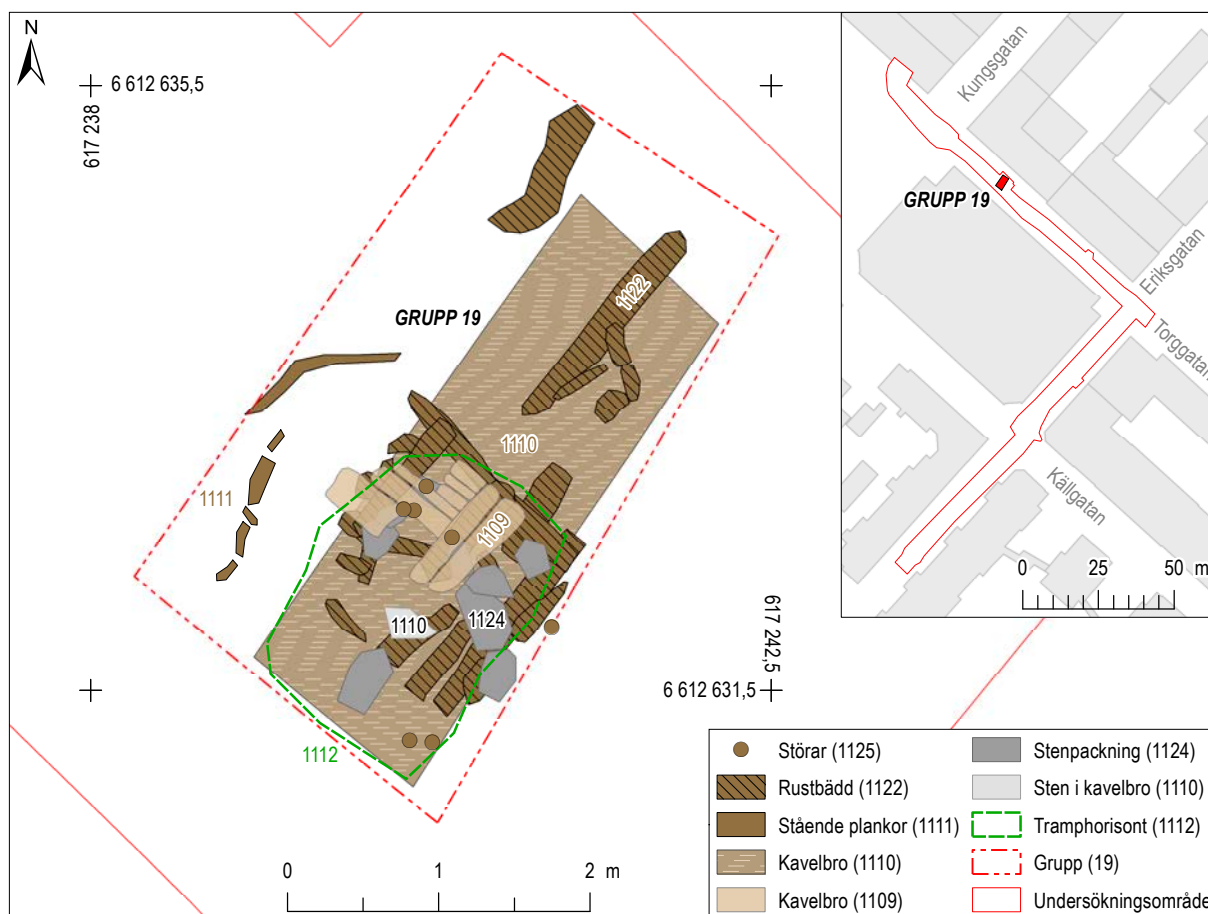 N
6 612 635,5
617 238
GRUPP 19
1122
1110
1111
1109
1110
1124
1112
617 242,5
6 612 631,5
0 1 2 m
Kungsgatan
GRUPP 19
Eriksgatan
Torggatan
Källgatan
0 25 50 m
Störar (1125)
Rustbädd (1122)
Stående plankor (1111)
Kavelbro (1110)
Kavelbro (1109)
Stenpackning (1124)
Sten i kavelbro (1110)
Tramphorisont (1112)
Grupp (19)
Undersökningsområde